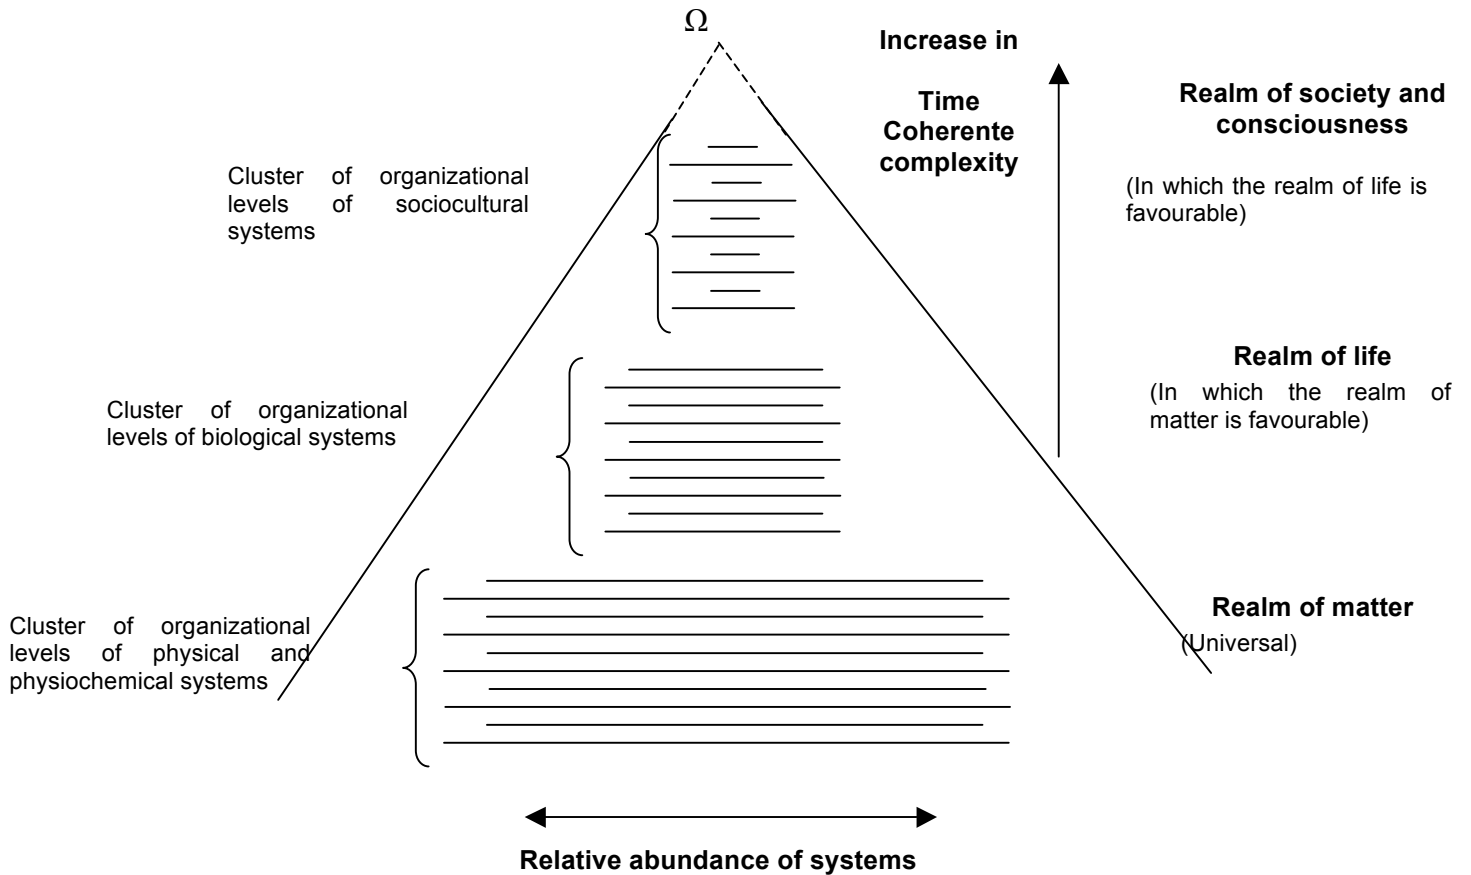 Ω
Increase in
Time
Coherente
complexity
Realm of society and
consciousness
(In which the realm of life is
favourable)
Cluster of organizational
levels of sociocultural
systems
Realm of life
(In which the realm of
matter is favourable)
Cluster of organizational
levels of biological systems
Realm of matter
(Universal)
Cluster of organizational
levels of physical and
physiochemical systems
Relative abundance of systems